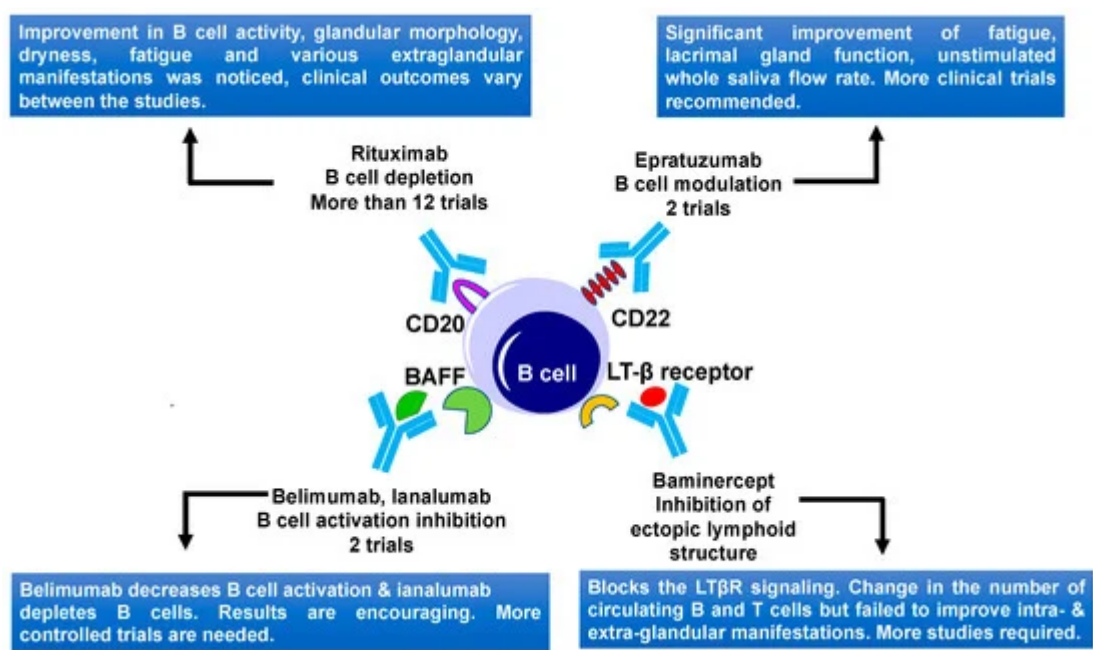 Improvement in B cell activity, glandular morphology,
dryness, fatigue and various extraglandular
manifestations was noticed, clinical outcomes vary
between the studies.
Significant improvement of fatigue,
lacrimal gland function, unstimulated
whole saliva flow rate. More clinical trials
recommended.
Rituximab
B cell depletion
More than 12 trials
Epratuzumab
B cell modulation
2 trials
CD20
CD22
BAFF
B cell
LT-β receptor
Belimumab, Ianalumab
B cell activation inhibition
2 trials
Baminercept
Inhibition of
ectopic lymphoid
structure
Belimumab decreases B cell activation & ianalumab
depletes B cells. Results are encouraging. More
controlled trials are needed.
Blocks the LTβR signaling. Change in the number of
circulating B and T cells but failed to improve intra- &
extra-glandular manifestations. More studies required.